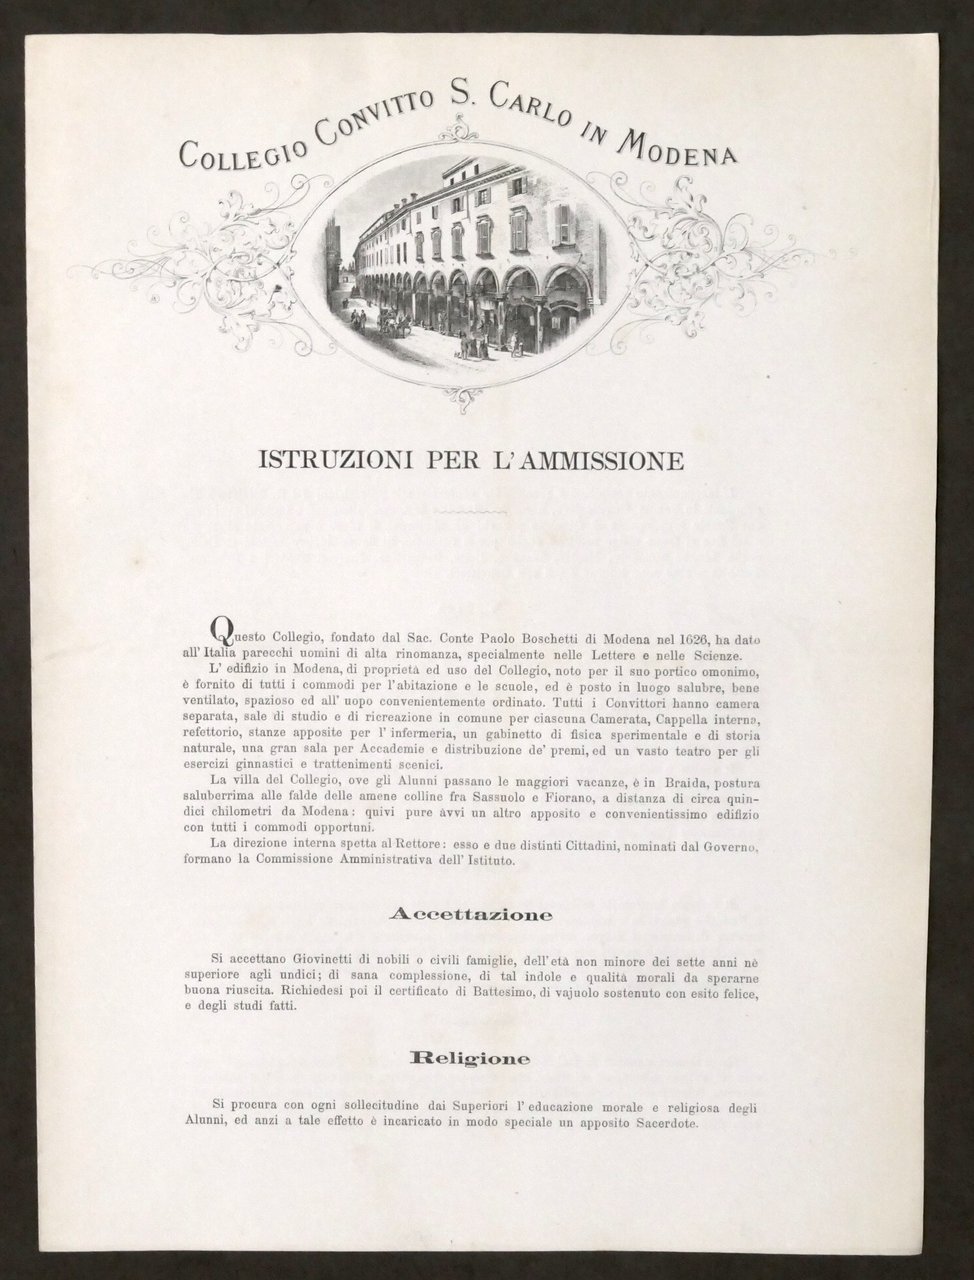 COLLEGIO CONVITTO S. CARLO IN MODENA
ISTRUZIONI PER L'AMMISSIONE
Questo Collegio, fondato dal Sac. Conte Paolo Boschetti di Modena nel 1626, ha dato
all' Italia parecchi uomini di alta rinomanza, specialmente nelle Lettere e nelle Scienze.
L' edifizio in Modena, di proprietà ed uso del Collegio, noto per il suo portico omonimo,
è fornito di tutti i commodi per l'abitazione e le scuole, ed è posto in luogo salubre, bene
ventilato, spazioso ed all' uopo convenientemente ordinato. Tutti i Convittori hanno camera
separata, sale di studio e di ricreazione in comune per ciascuna Camerata, Cappella interna,
refettorio, stanze apposite per l' infermeria, un gabinetto di fisica sperimentale e di storia
naturale, una gran sala per Accademie e distribuzione de' premi, ed un vasto teatro per gli
esercizi ginnastici e trattenimenti scenici.
La villa del Collegio, ove gli Alunni passano le maggiori vacanze, è in Braida, postura
saluberrima alle falde delle amene colline fra Sassuolo e Fiorano, a distanza di circa quin-
dici chilometri da Modena: quivi pure àvvi un altro apposito e convenientissimo edifizio
con tutti i commodi opportuni.
La direzione interna spetta al Rettore: esso e due distinti Cittadini, nominati dal Governo,
formano la Commissione Amministrativa dell' Istituto.
Accettazione
Si accettano Giovinetti di nobili o civili famiglie, dell'età non minore dei sette anni nè
superiore agli undici; di sana complessione, di tal indole e qualità morali da sperarne
buona riuscita. Richiedesi poi il certificato di Battesimo, di vajuolo sostenuto con esito felice,
e degli studi fatti.
Religione
Si procura con ogni sollecitudine dai Superiori l' educazione morale e religiosa degli
Alunni, ed anzi a tale effetto è incaricato in modo speciale un apposito Sacerdote.